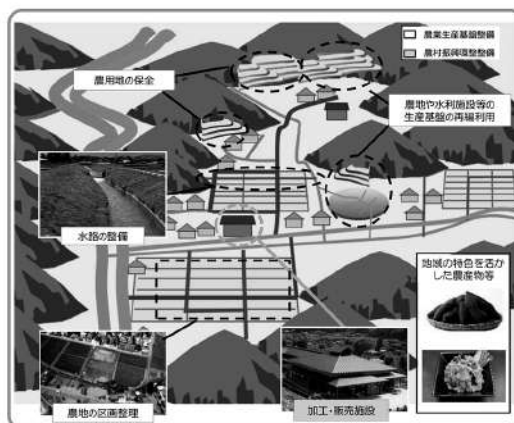 農業生産基盤整備
農村振興環境整備
農用地の保全
農地や水利施設等の
生産基盤の再編利用
水路の整備
地域の特色を活か
した農産物等
農地の区画整理
加工・販売施設